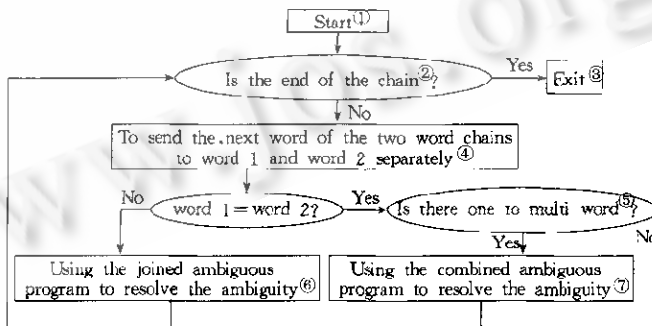 Start①
Is the end of the chain②?
Yes
Exit③
No
To send the next word of the two word chains
to word 1 and word 2 separately④
No
word 1=word 2?
Yes
Is there one to multi word⑤?
Yes
No
Using the joined ambiguous
program to resolve the ambiguity⑥
Using the combined ambiguous
program to resolve the ambiguity⑦